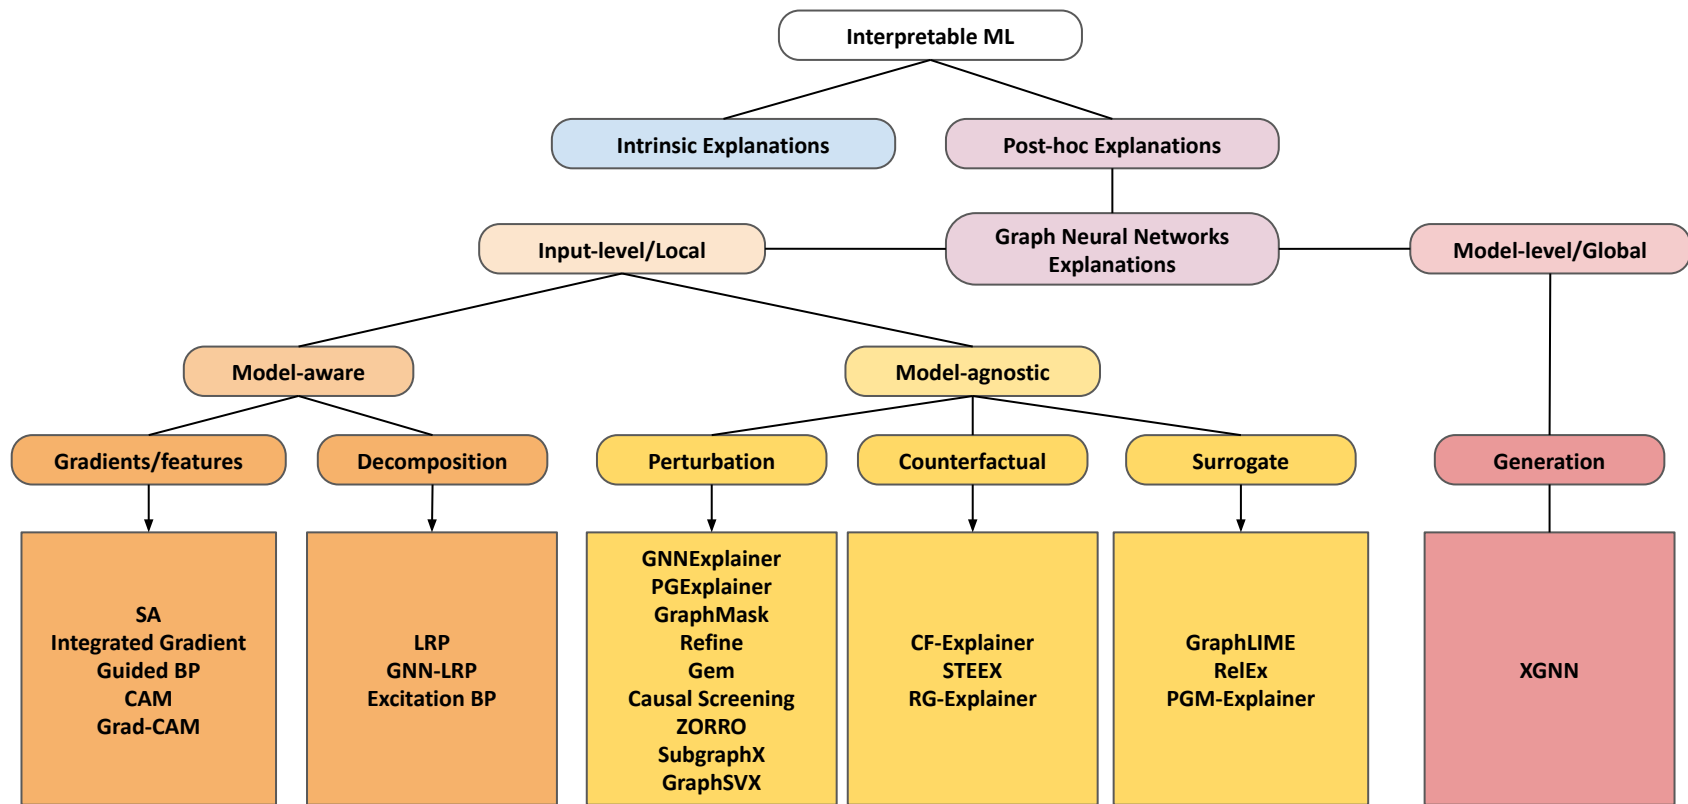 Interpretable ML
Intrinsic Explanations
Post-hoc Explanations
Input-level/Local
Graph Neural Networks
Explanations
Model-level/Global
Model-aware
Model-agnostic
Gradients/features
Decomposition
Perturbation
Counterfactual
Surrogate
Generation
SA
Integrated Gradient
Guided BP
CAM
Grad-CAM
LRP
GNN-LRP
Excitation BP
GNNExplainer
PGExplainer
GraphMask
Refine
Gem
Causal Screening
ZORRO
SubgraphX
GraphSVX
CF-Explainer
STEEX
RG-Explainer
GraphLIME
RelEx
PGM-Explainer
XGNN